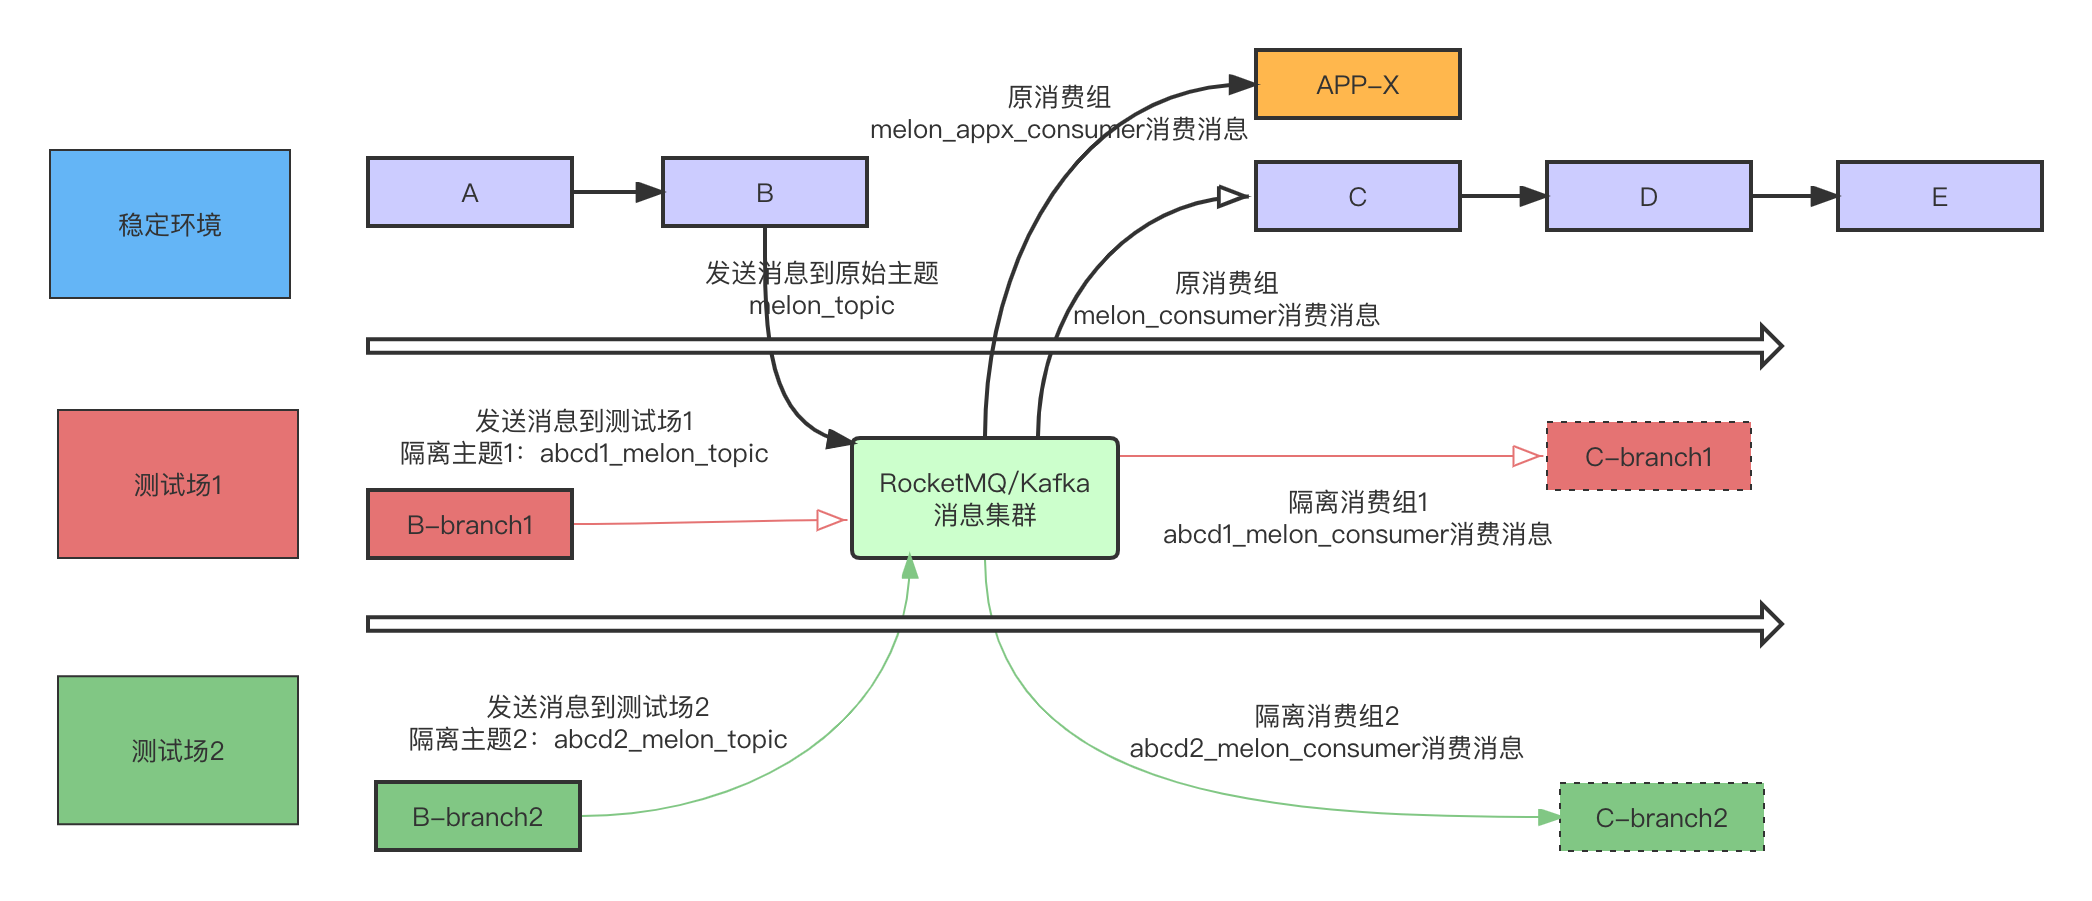 APP-X
原消费组
melon_appx_consumer消费消息
稳定环境
A
B
C
D
E
发送消息到原始主题
melon_topic
原消费组
melon_consumer消费消息
测试场1
发送消息到测试场1
隔离主题1：abcd1_melon_topic
B-branch1
RocketMQ/Kafka
消息集群
C-branch1
隔离消费组1
abcd1_melon_consumer消费消息
测试场2
发送消息到测试场2
隔离主题2：abcd2_melon_topic
B-branch2
隔离消费组2
abcd2_melon_consumer消费消息
C-branch2